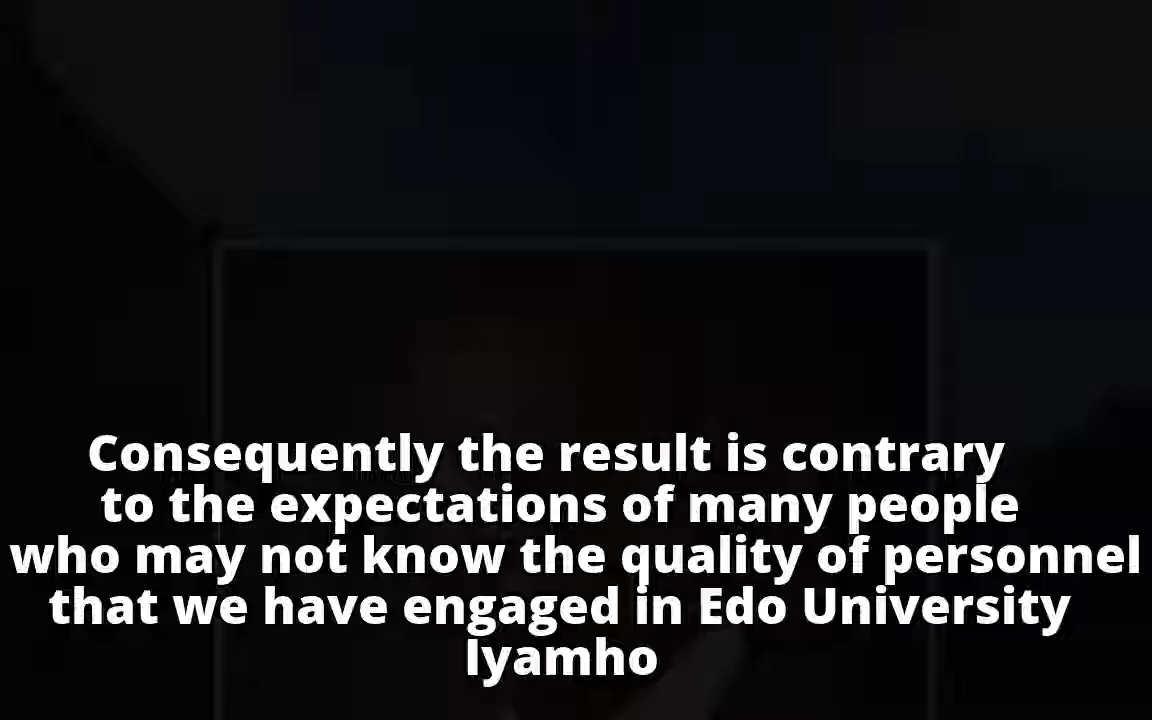 Consequently the result is contrary
to the expectations of many people
who may not know the quality of personnel
that we have engaged in Edo University
Iyamho